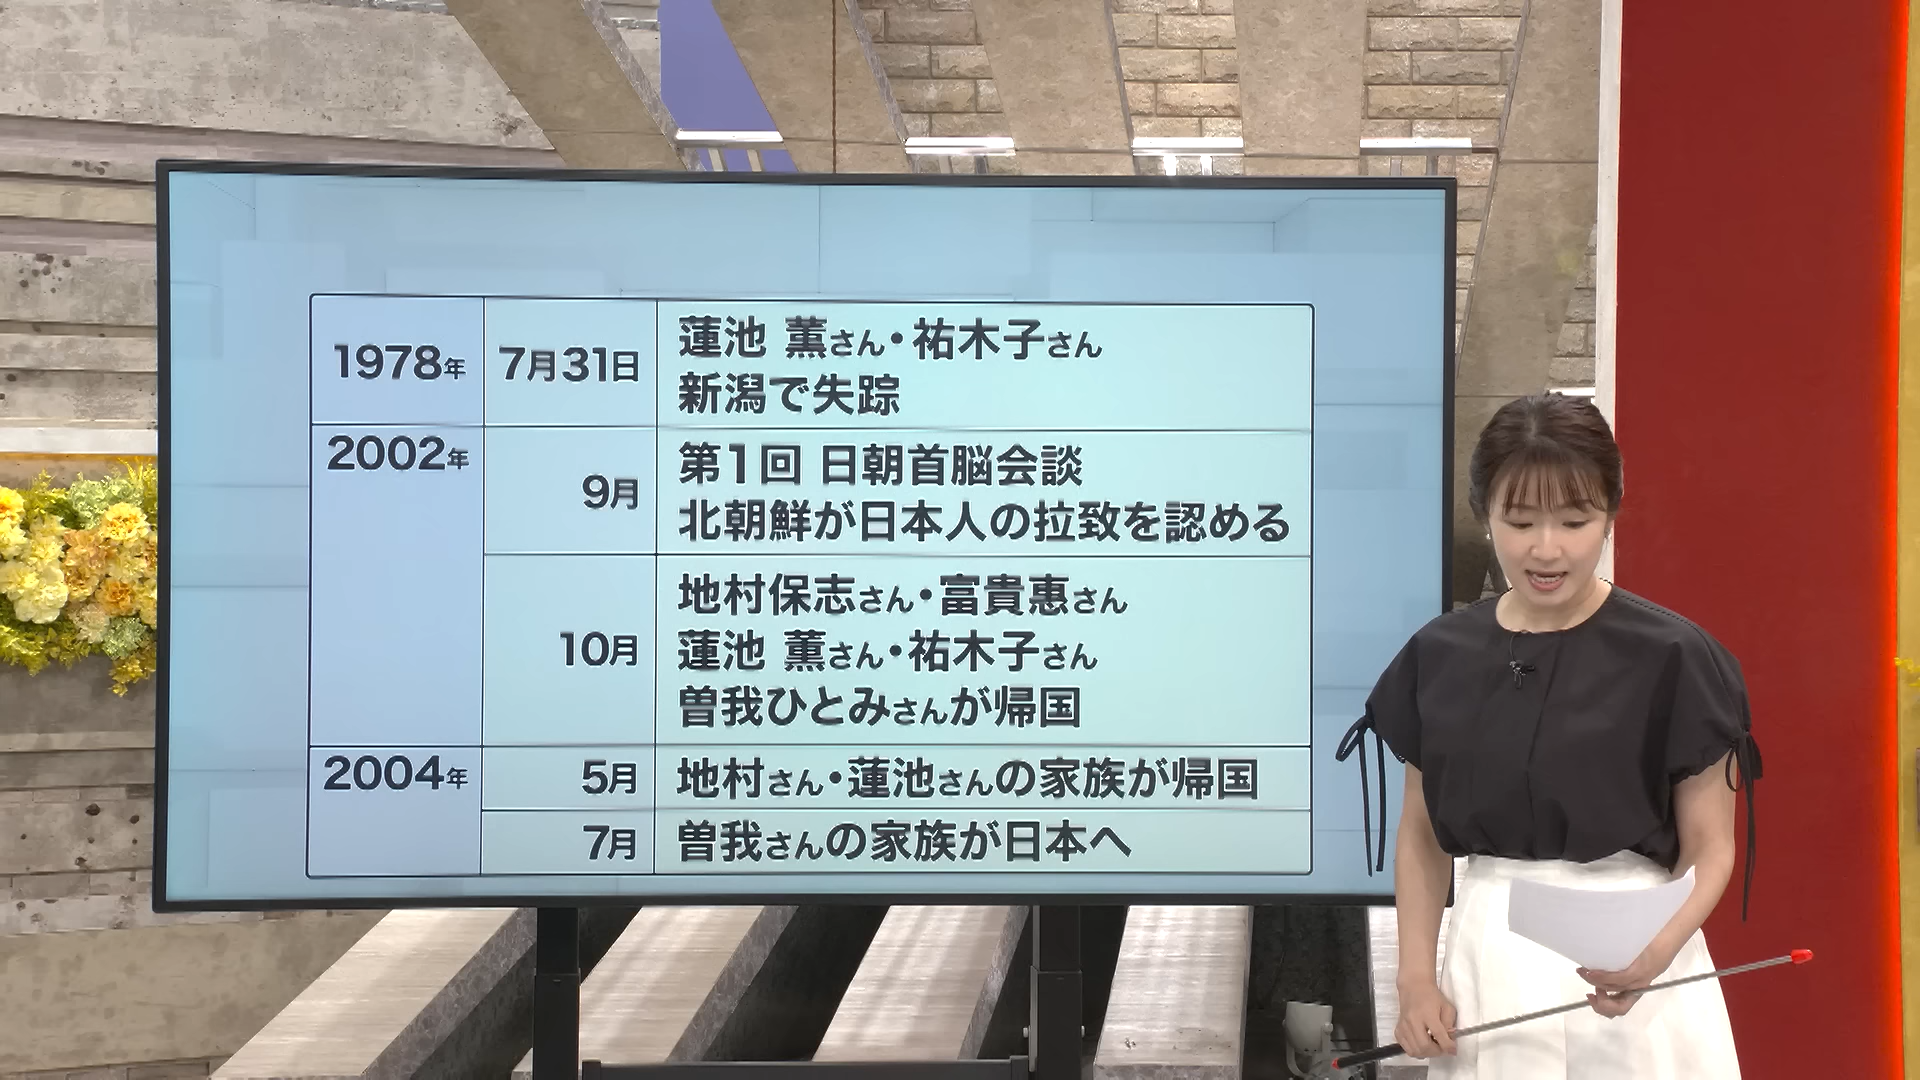 1978年 7月31日 蓮池 薫さん・祐木子さん
新潟で失踪
2002年
9月 第1回 日朝首脳会談
北朝鮮が日本人の拉致を認める
10月 地村保志さん・富貴惠さん
蓮池 薫さん・祐木子さん
曽我ひとみさんが帰国
2004年 5月 地村さん・蓮池さんの家族が帰国
7月 曽我さんの家族が日本へ